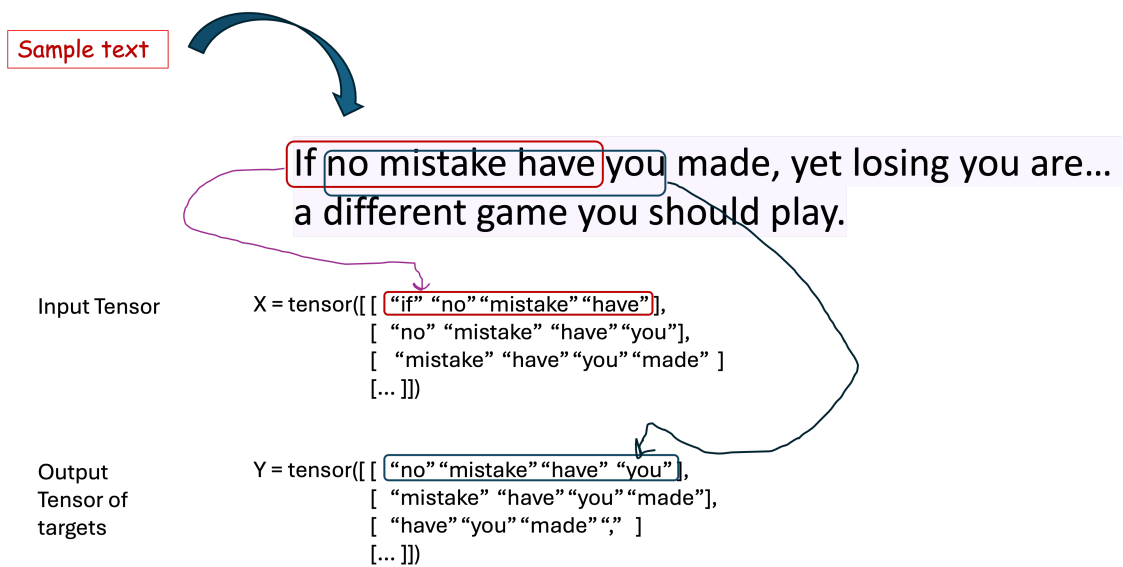 Sample text
If no mistake have you made, yet losing you are…
a different game you should play.
Input Tensor
X = tensor([ [ “if” “no” “mistake” “have” ],
[ “no” “mistake” “have” “you”],
[ “mistake” “have” “you” “made” ]
[… ]])
Output
Tensor of
targets
Y = tensor([ [ “no” “mistake” “have” “you” ],
[ “mistake” “have” “you” “made”],
[ “have” “you” “made” “,” ]
[… ]])